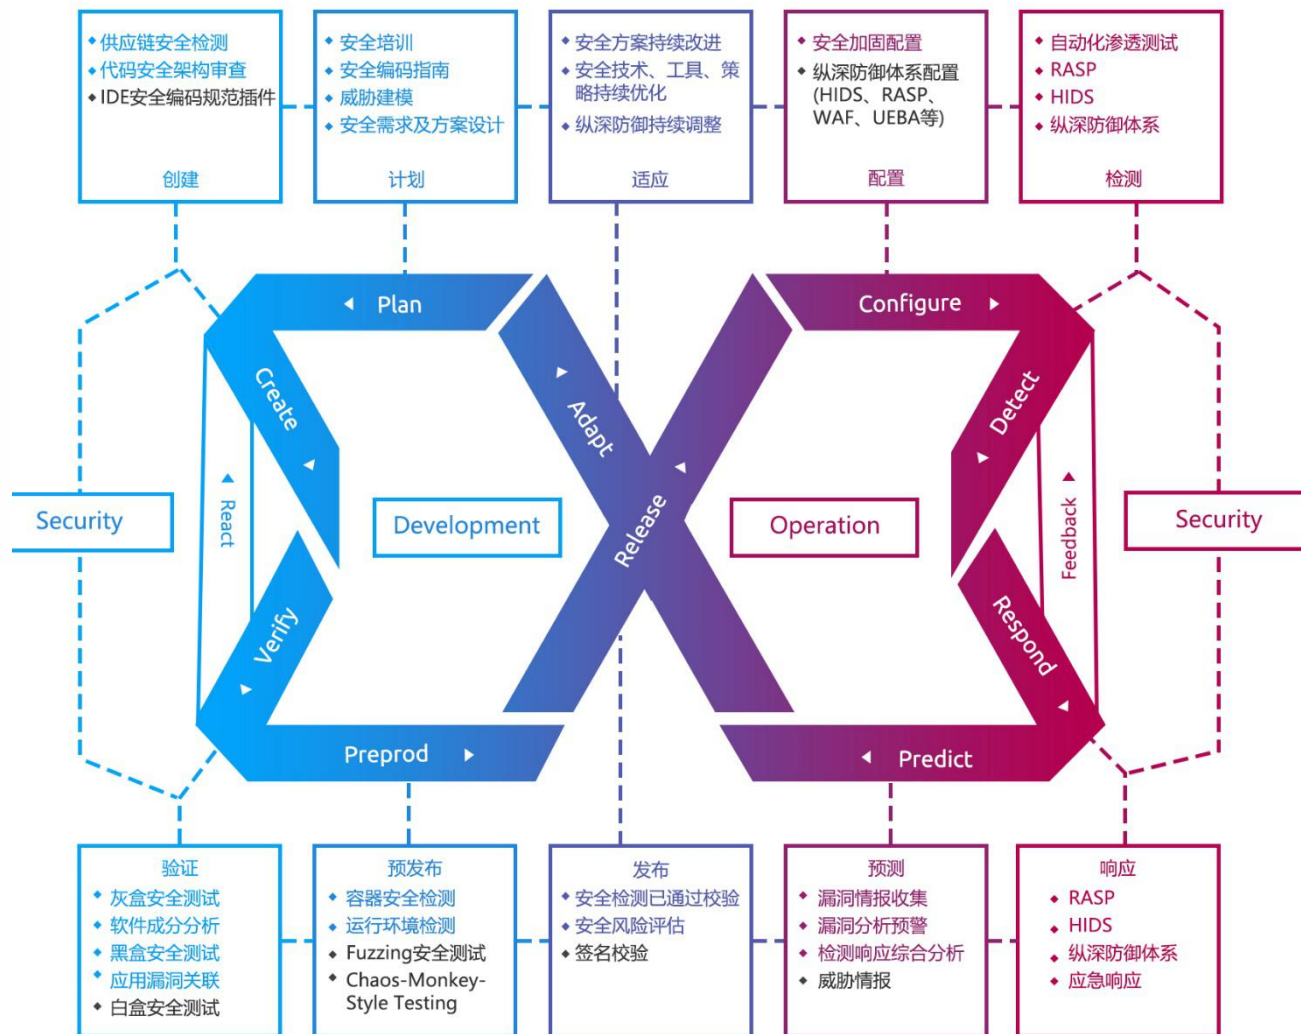 供应链安全检测
代码安全架构审查
IDE安全编码规范插件
创建
安全培训
安全编码指南
威胁建模
安全需求及方案设计
计划
安全方案持续改进
安全技术、工具、策
略持续优化
纵深防御持续调整
适应
安全加固配置
纵深防御体系配置
(HIDS、RASP、
WAF、UEBA等)
配置
自动化渗透测试
RASP
HIDS
纵深防御体系
检测
Plan
Configure
Create
Adapt
Detect
Security
React
Development
Release
Operation
Feedback
Security
Verify
Respond
Preprod
Predict
验证
灰盒安全测试
软件成分分析
黑盒安全测试
应用漏洞关联
白盒安全测试
预发布
容器安全检测
运行环境检测
Fuzzing安全测试
Chaos-Monkey-
Style Testing
发布
安全检测已通过校验
安全风险评估
签名校验
预测
漏洞情报收集
漏洞分析预警
检测响应综合分析
威胁情报
响应
RASP
HIDS
纵深防御体系
应急响应